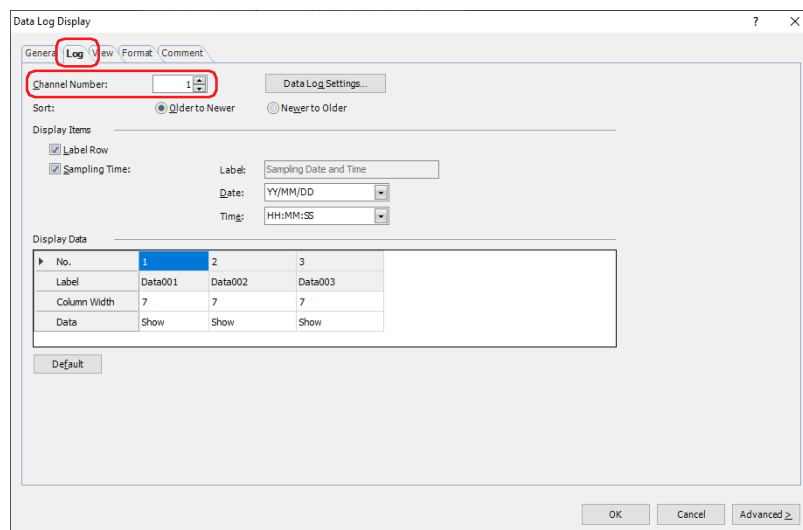 Data Log Display ? ×
General Log View Format Comment
Channel Number: 1 Data Log Settings...
Sort: Older to Newer Newer to Older
Display Items
Label Row
Sampling Time: Label: Sampling Date and Time
Date: YY/MM/DD
Time: HH:MM:SS
Display Data
No. 1 2 3
Label Data001 Data002 Data003
Column Width 7 7 7
Data Show Show Show
Default
OK Cancel Advanced >